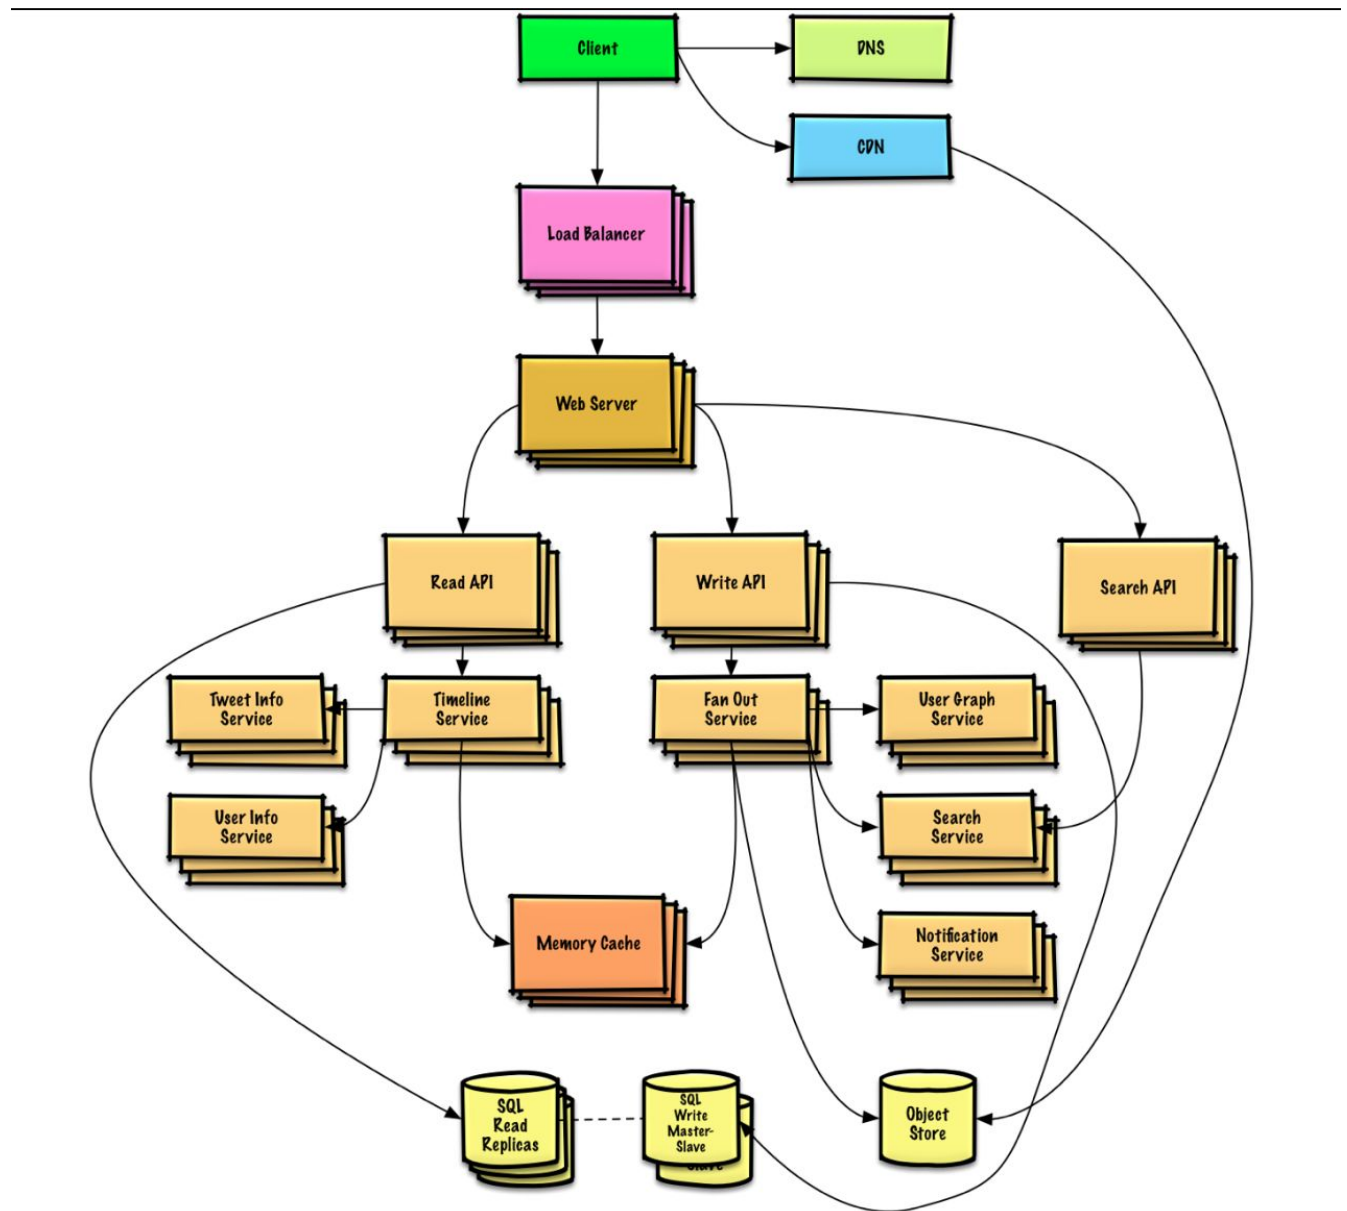 Client
DNS
CDN
Load Balancer
Web Server
Read API
Write API
Search API
Tweet Info
Service
Timeline
Service
Fan Out
Service
User Graph
Service
User Info
Service
Search
Service
Memory Cache
Notification
Service
SQL
Read
Replicas
SQL
Write
Master-
Slave
Slave
Object
Store